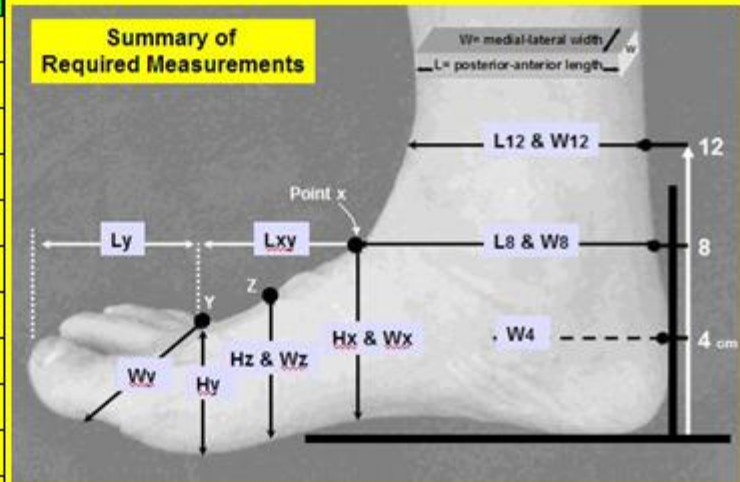 Summary of
Required Measurements
W= medial-lateral width
W
L= posterior-anterior length
L12 & W12
12
Point x
Ly
Lxy
L8 & W8
8
Z
Y
Hx & Wx
W4
4 cm
Hz & Wz
Wy
Hy